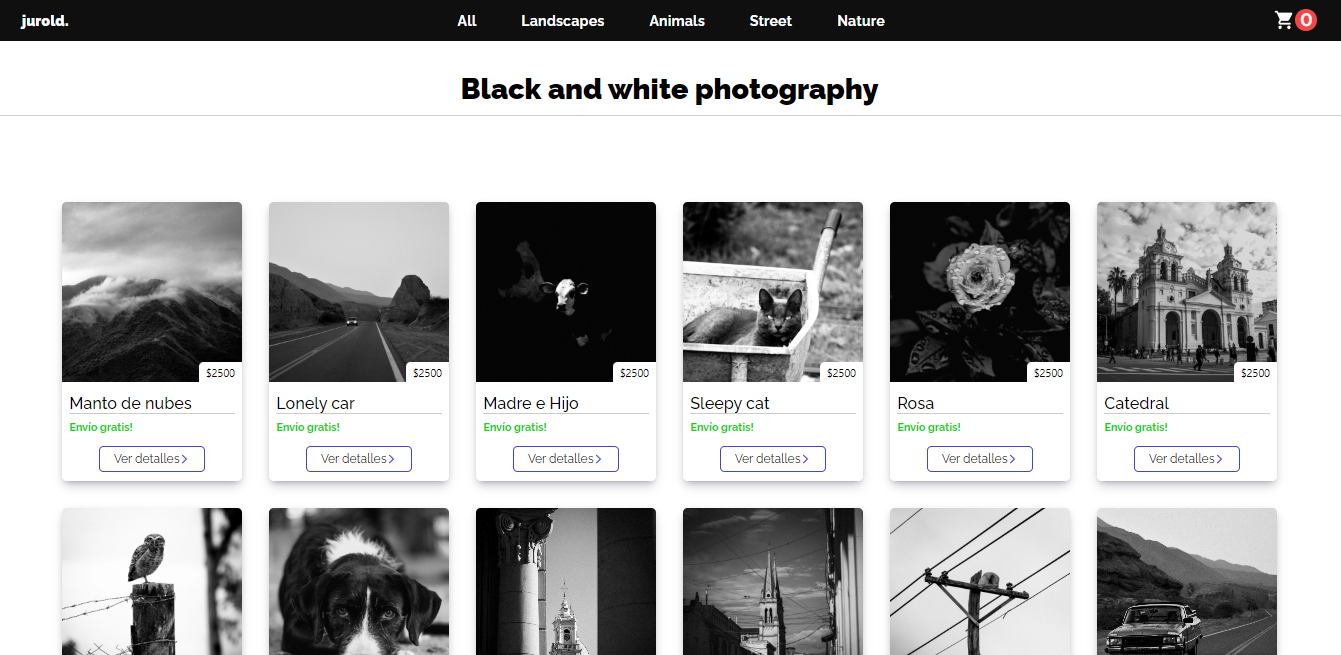 jurold.
All Landscapes Animals Street Nature
0
Black and white photography
$2500 $2500 $2500 $2500 $2500 $2500
Manto de nubes Lonely car Madre e Hijo Sleepy cat Rosa Catedral
Envío gratis! Envío gratis! Envío gratis! Envío gratis! Envío gratis! Envío gratis!
Ver detalles Ver detalles Ver detalles Ver detalles Ver detalles Ver detalles